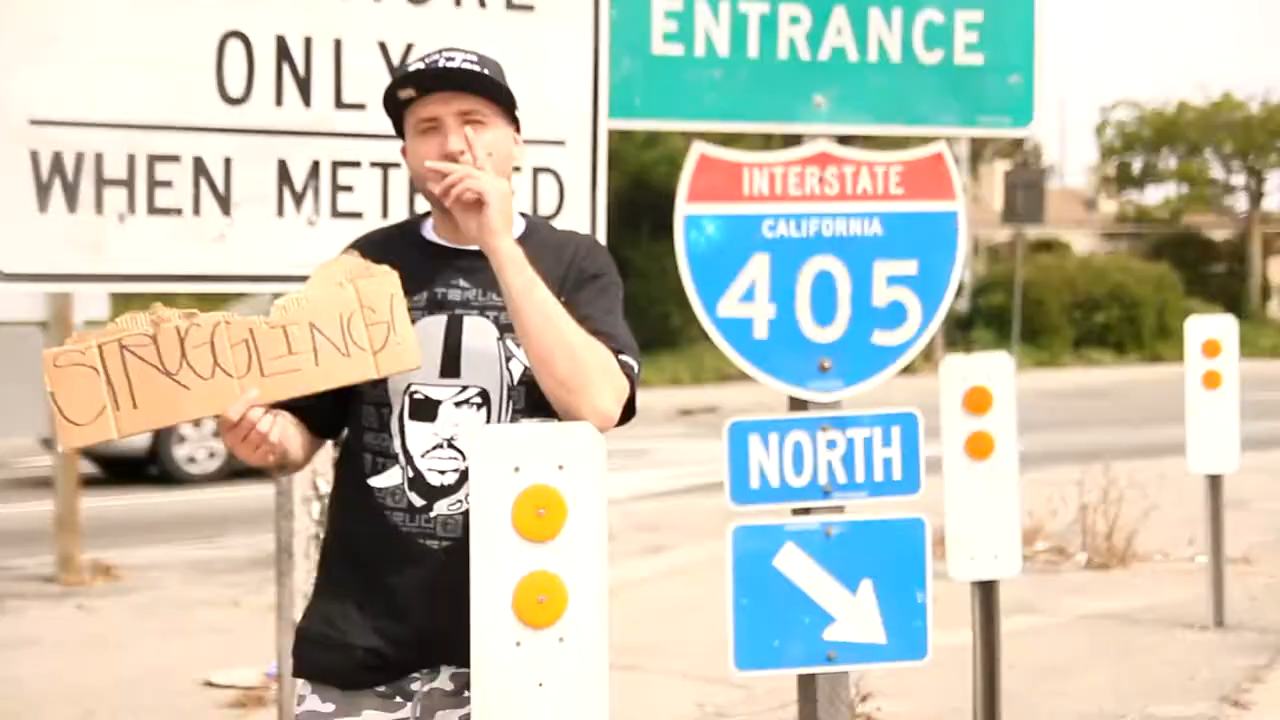 ONLY
WHEN METERED
ENTRANCE
INTERSTATE
CALIFORNIA
405
NORTH
STRUGGLING!